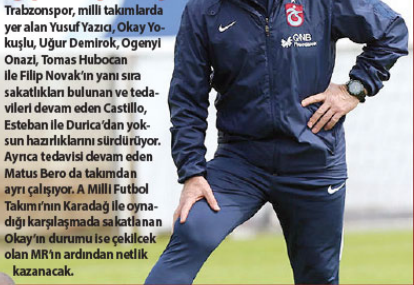 Trabzonspor, milli takımlarda
yer alan Yusuf Yazıcı, Okay Yo-
kuşlu, Uğur Demirok, Ogenyi
Onazi, Tomas Hubocan
ile Filip Novak’ın yanı sıra
sakatlıkları bulunan ve teda-
vileri devam eden Castillo,
Esteban ile Durica’dan yok-
sun hazırlıklarını sürdürüyor.
Ayrıca tedavisi devam eden
Matus Bero da takımdan
ayrı çalışıyor. A Milli Futbol
Takımı’nın Karadağ ile oyna-
dığı karşılaşmada sakatlanan
Okay’ın durumu ise çekilcek
olan MR’ın ardından netlik
kazanacak.
QNB